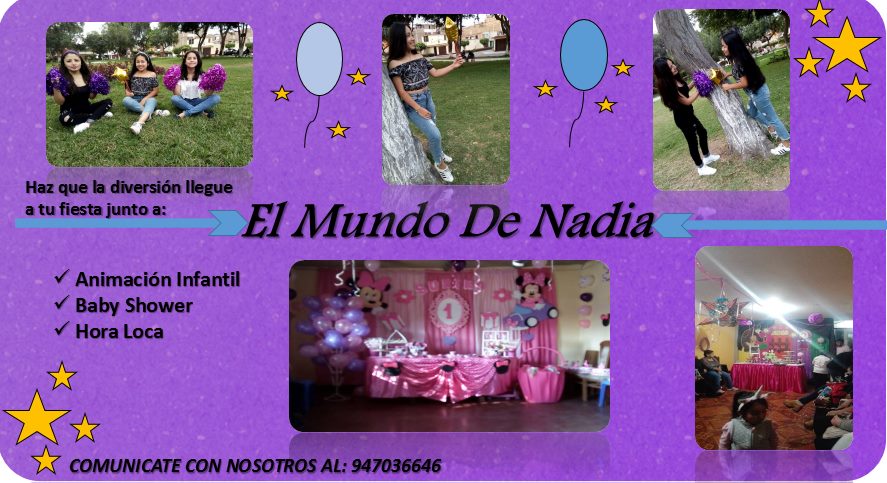 Haz que la diversión llegue
a tu fiesta junto a:
El Mundo De Nadia
✓ Animación Infantil
✓ Baby Shower
✓ Hora Loca
1
COMUNICATE CON NOSOTROS AL: 947036646